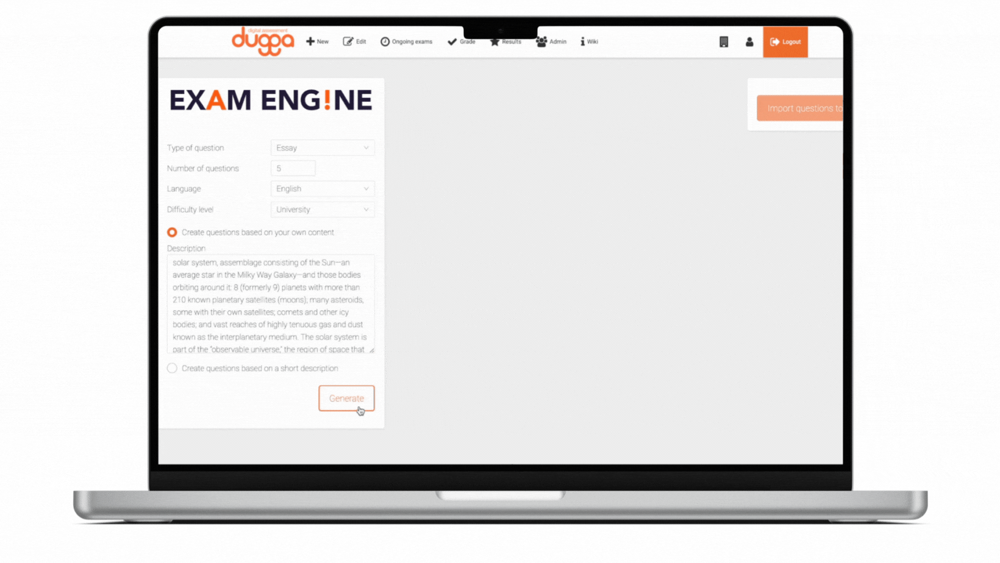 digital assessment
dugga
New
Edit
Ongoing exams
Grade
Results
Admin
Wiki
Logout
EXAM ENG!NE
Import questions to
Type of question
Essay
Number of questions
5
Language
English
Difficulty level
University
Create questions based on your own content
Description
solar system, assemblage consisting of the Sun—an
average star in the Milky Way Galaxy—and those bodies
orbiting around it: 8 (formerly 9) planets with more than
210 known planetary satellites (moons); many asteroids,
some with their own satellites; comets and other icy
bodies; and vast reaches of highly tenuous gas and dust
known as the interplanetary medium. The solar system is
part of the "observable universe," the region of space that
Create questions based on a short description
Generate